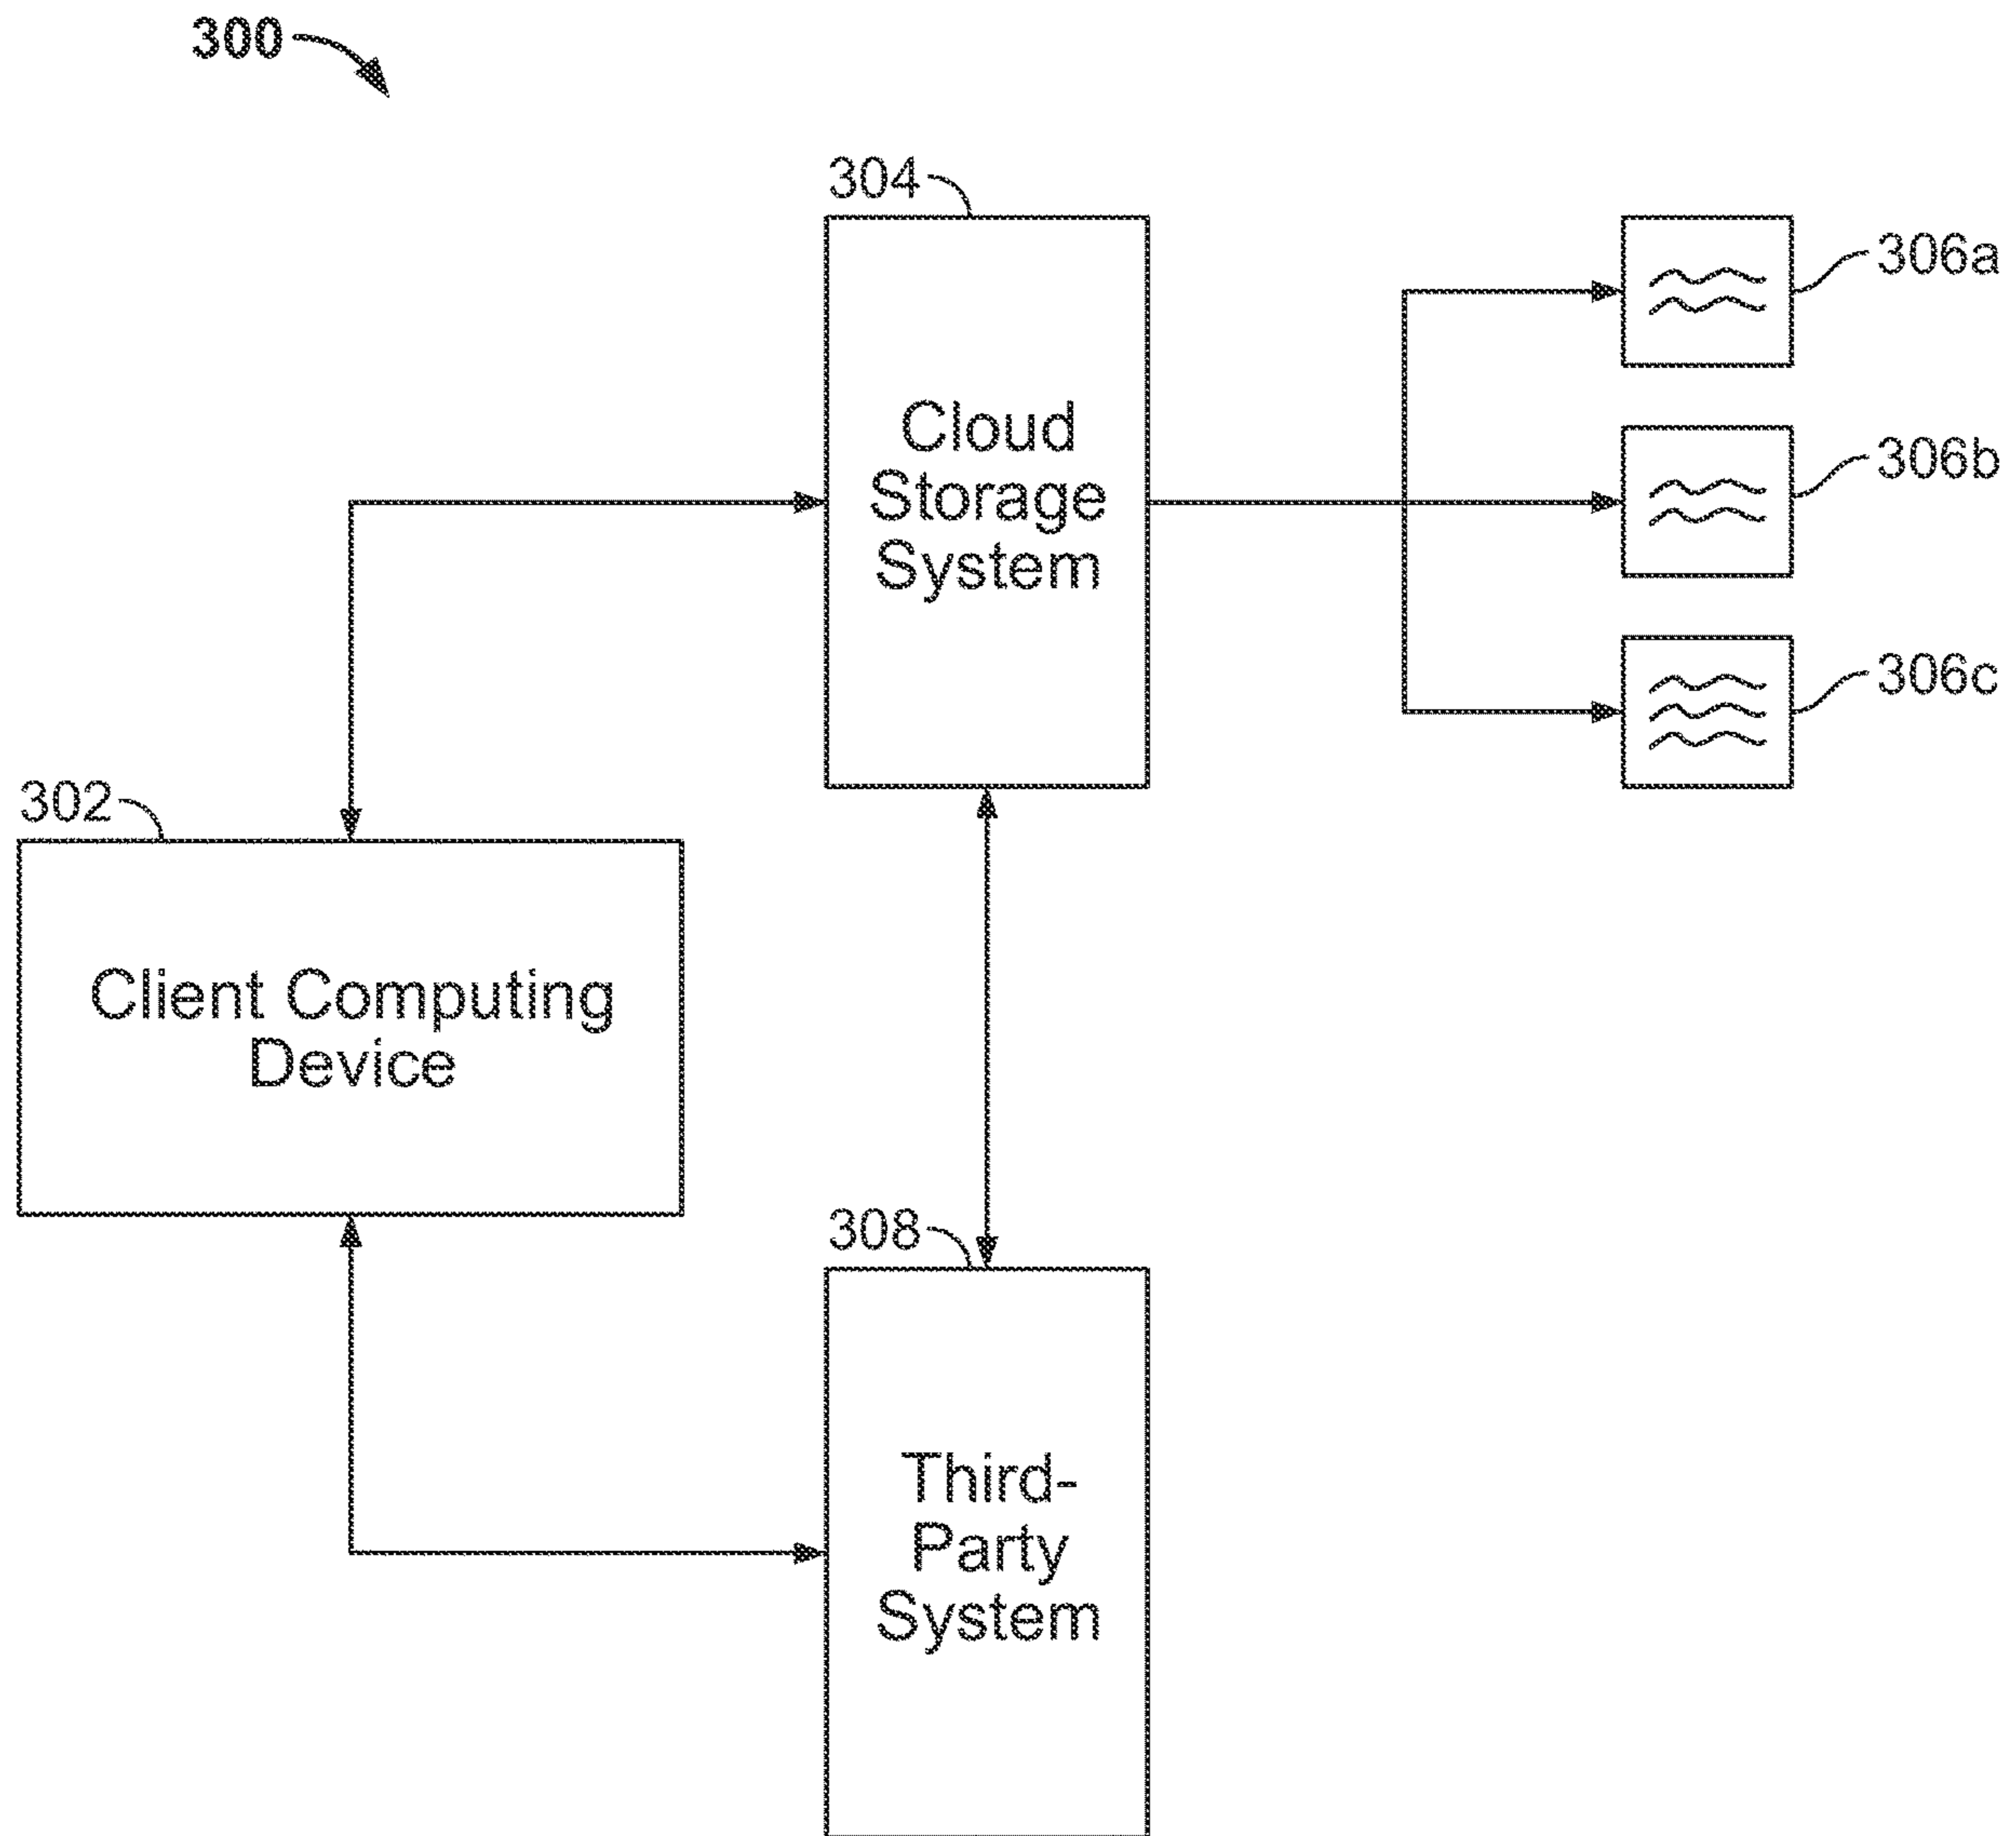 300
304
306a
Cloud
Storage
System
306b
306c
302
Client Computing
Device
308
Third-
Party
System